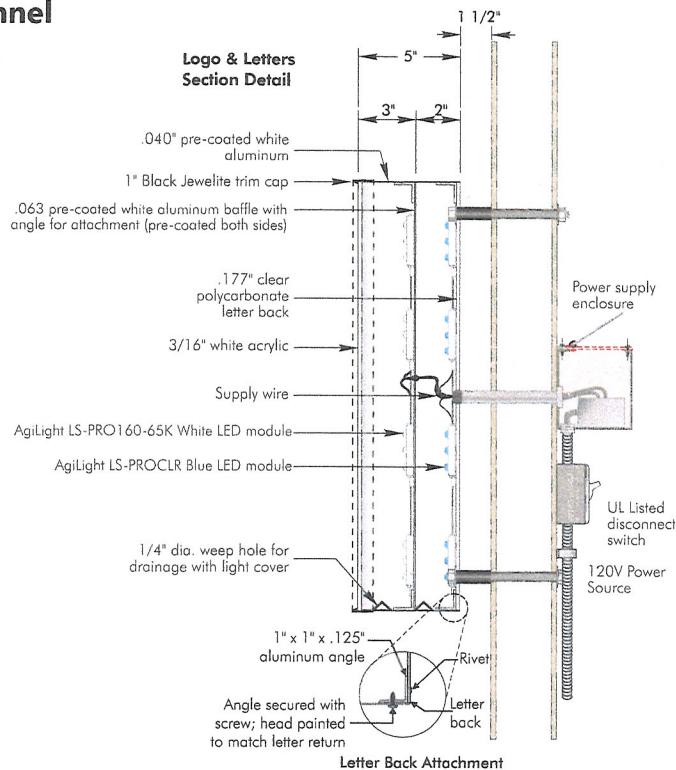 nnel
1 1/2"
5"
Logo & Letters
Section Detail
3"
2"
.040" pre-coated white
aluminum
1" Black Jewelite trim cap
.063 pre-coated white aluminum baffle with
angle for attachment (pre-coated both sides)
.177" clear
polycarbonate
letter back
Power supply
enclosure
3/16" white acrylic
Supply wire
AgiLight LS-PRO160-65K White LED module
AgiLight LS-PROCLR Blue LED module
UL Listed
disconnect
switch
1/4" dia. weep hole for
drainage with light cover
120V Power
Source
1" x 1" x .125"
aluminum angle
Rivet
Angle secured with
screw; head painted
to match letter return
Letter
back
Letter Back Attachment